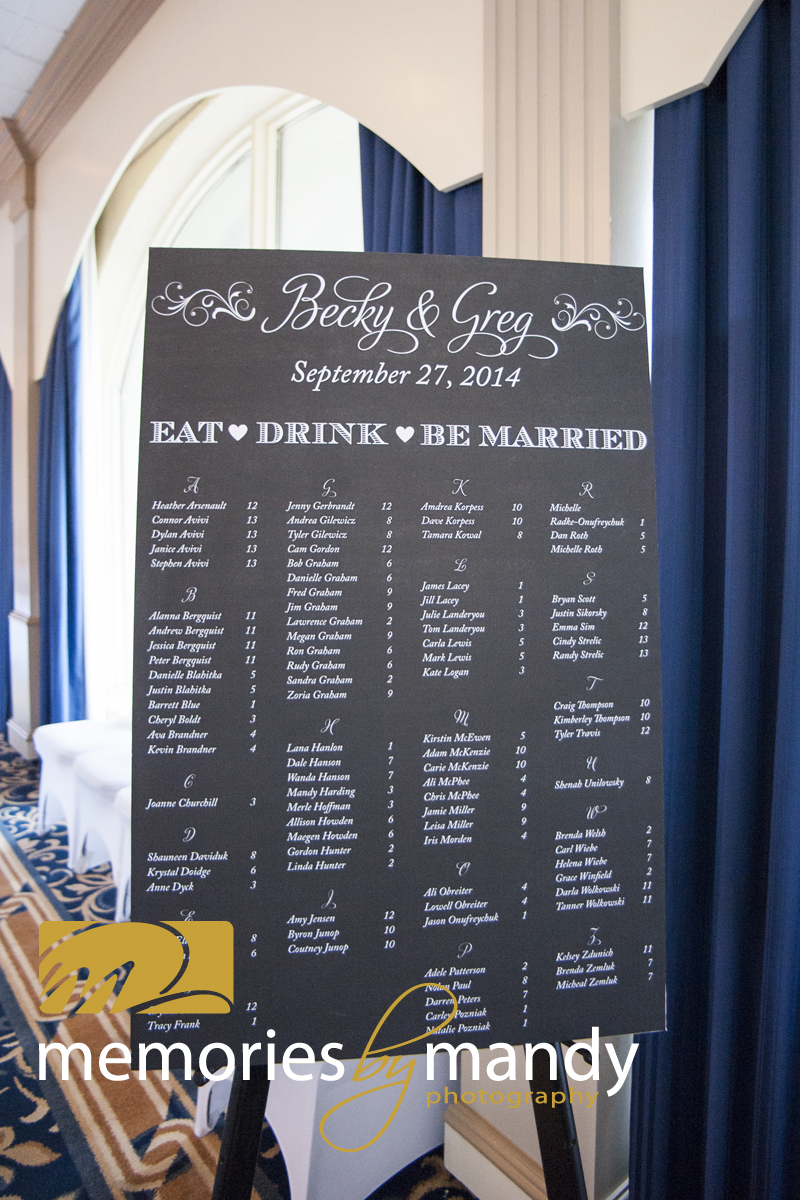 Becky & Greg
September 27, 2014
EAT ♥ DRINK ♥ BE MARRIED
A
Heather Arsenault 12
Connor Avivi 13
Dylan Avivi 13
Janice Avivi 13
Stephen Avivi 13
B
Alanna Bergquist 11
Andrew Bergquist 11
Jessica Bergquist 11
Peter Bergquist 11
Danielle Blahitka 5
Justin Blahitka 5
Barrett Blue 1
Cheryl Boldt 3
Ava Brandner 4
Kevin Brandner 4
C
Joanne Churchill 3
D
Shauneen Daviduk 8
Krystal Doidge 6
Anne Dyck 3
E
8
6
12
Tracy Frank 1
G
Jenny Gerbrandt 12
Andrea Gilewicz 8
Tyler Gilewicz 8
Cam Gordon 12
Bob Graham 6
Danielle Graham 6
Fred Graham 9
Jim Graham 9
Lawrence Graham 2
Megan Graham 9
Ron Graham 6
Rudy Graham 6
Sandra Graham 2
Zoria Graham 9
H
Lana Hanlon 1
Dale Hanson 7
Wanda Hanson 7
Mandy Harding 3
Merle Hoffman 3
Allison Howden 6
Maegen Howden 6
Gordon Hunter 2
Linda Hunter 2
J
Amy Jensen 12
Byron Junop 10
Coutney Junop 10
K
Amdrea Korpess 10
Dave Korpess 10
Tamara Kowal 8
L
James Lacey 1
Jill Lacey 1
Julie Landeryou 3
Tom Landeryou 3
Carla Lewis 5
Mark Lewis 5
Kate Logan 3
M
Kirstin McEwen 5
Adam McKenzie 10
Carie McKenzie 10
Ali McPhee 4
Chris McPhee 4
Jamie Miller 9
Leisa Miller 9
Iris Morden 4
O
Ali Obreiter 4
Lowell Obreiter 4
Jason Onufreychuk 1
P
Adele Patterson 2
Nolan Paul 8
Darren Peters 7
Carley Pozniak 1
Natalie Pozniak 1
R
Michelle
Radke-Onufreychuk 1
Dan Roth 5
Michelle Roth 5
S
Bryan Scott 5
Justin Sikorsky 8
Emma Sim 12
Cindy Strelic 13
Randy Strelic 13
T
Craig Thompson 10
Kimberley Thompson 10
Tyler Travis 12
U
Shenah Unilowsky 8
W
Brenda Welsh 2
Carl Wiebe 7
Helena Wiebe 7
Grace Winfield 2
Darla Wolkowski 11
Tanner Wolkowski 11
Z
Kelsey Zdunich 11
Brenda Zemluk 7
Micheal Zemluk 7
m
memories by mandy
photography